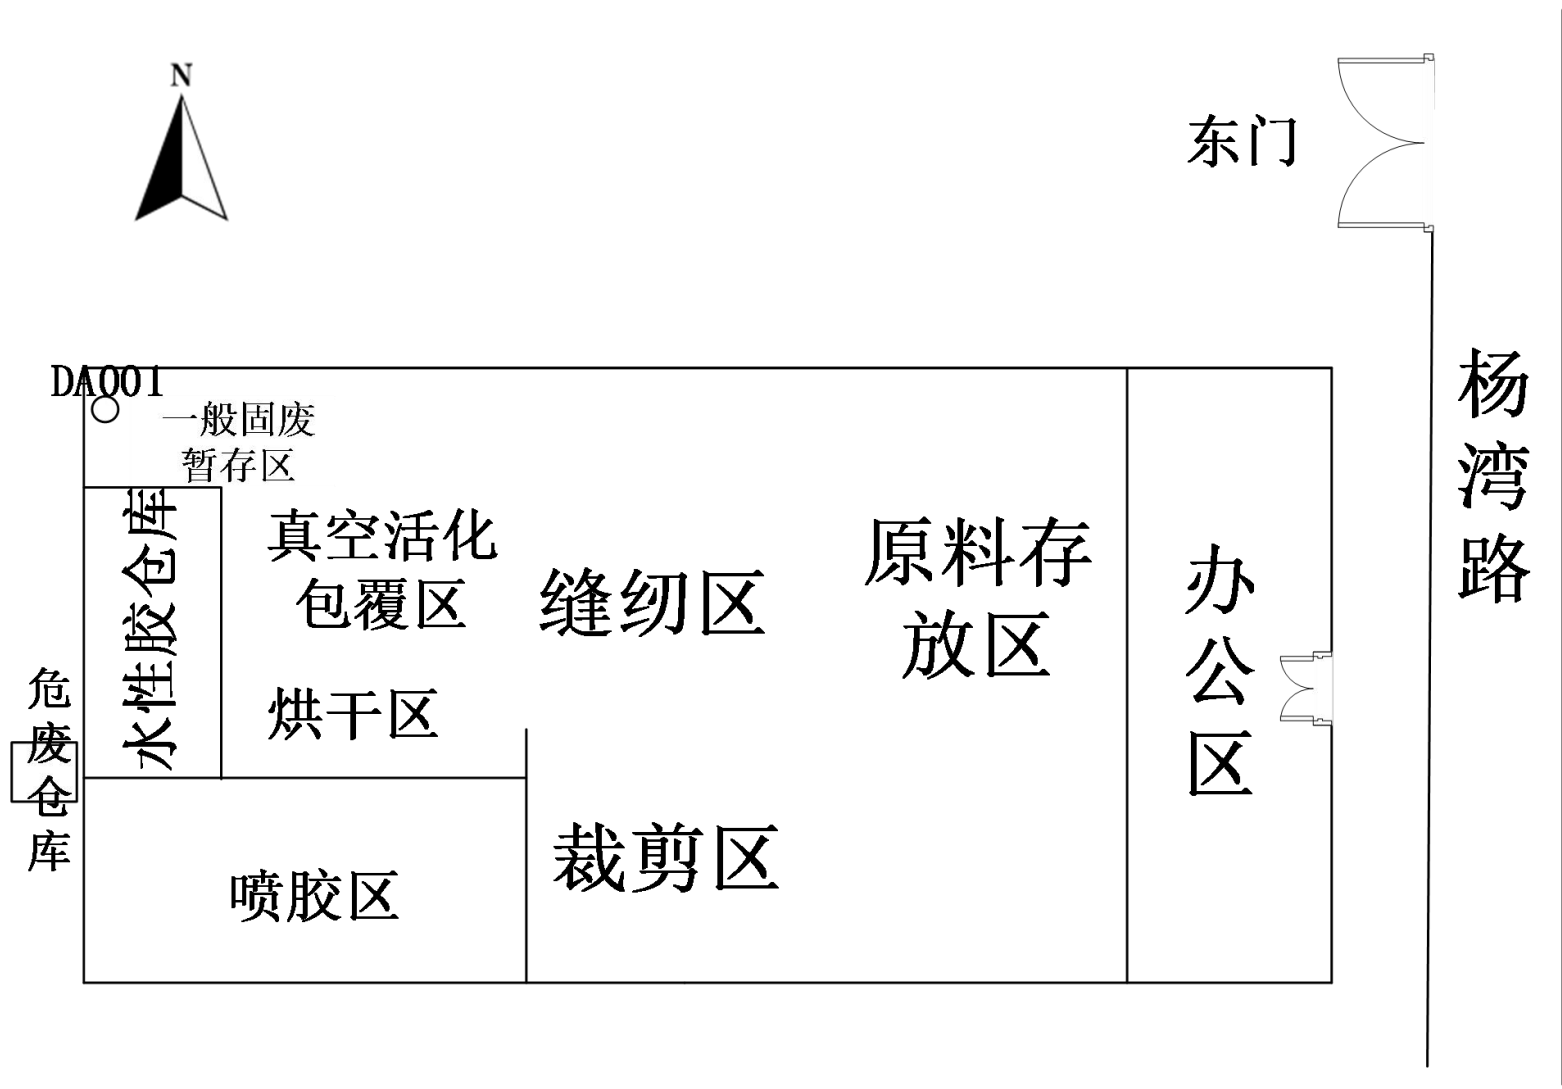 N
东门
DA001
一般固废
暂存区
水性胶仓库
真空活化
包覆区
烘干区
缝纫区
原料存
放区
办公区
杨湾路
危废仓库
喷胶区
裁剪区